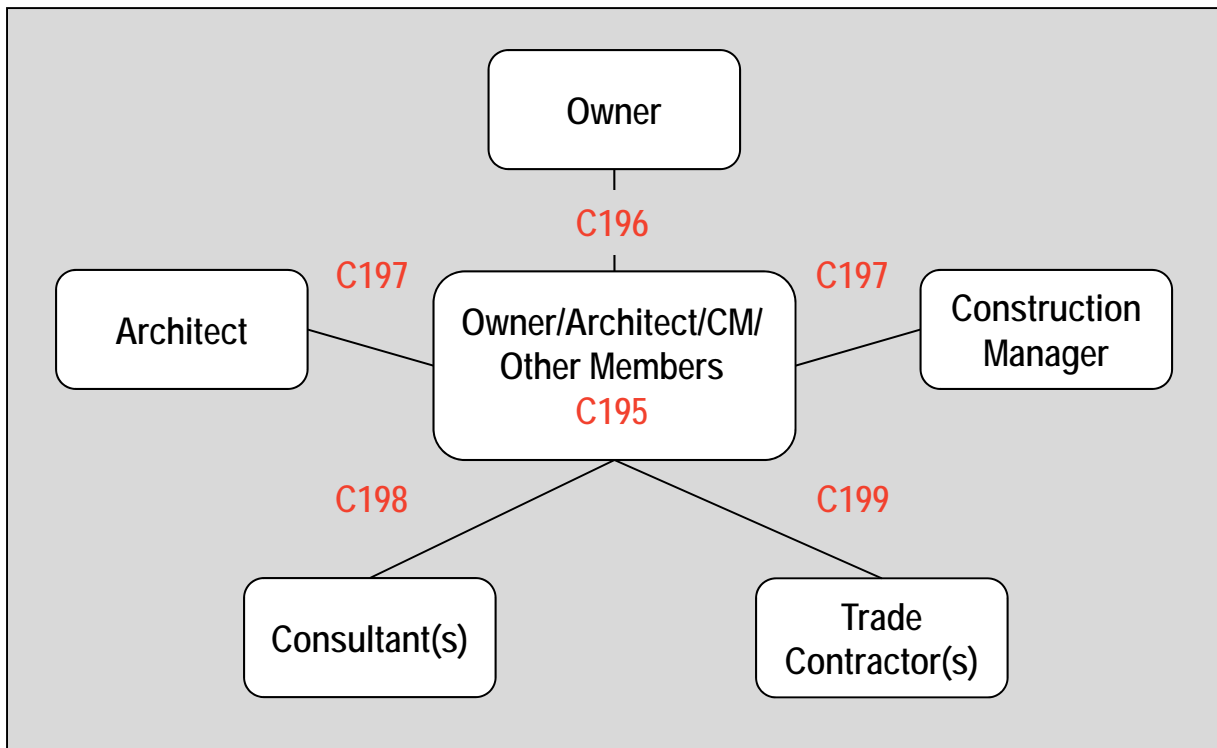 Owner
C196
C197
C197
Architect
Owner/Architect/CM/
Other Members
C195
Construction
Manager
C198
C199
Consultant(s)
Trade
Contractor(s)